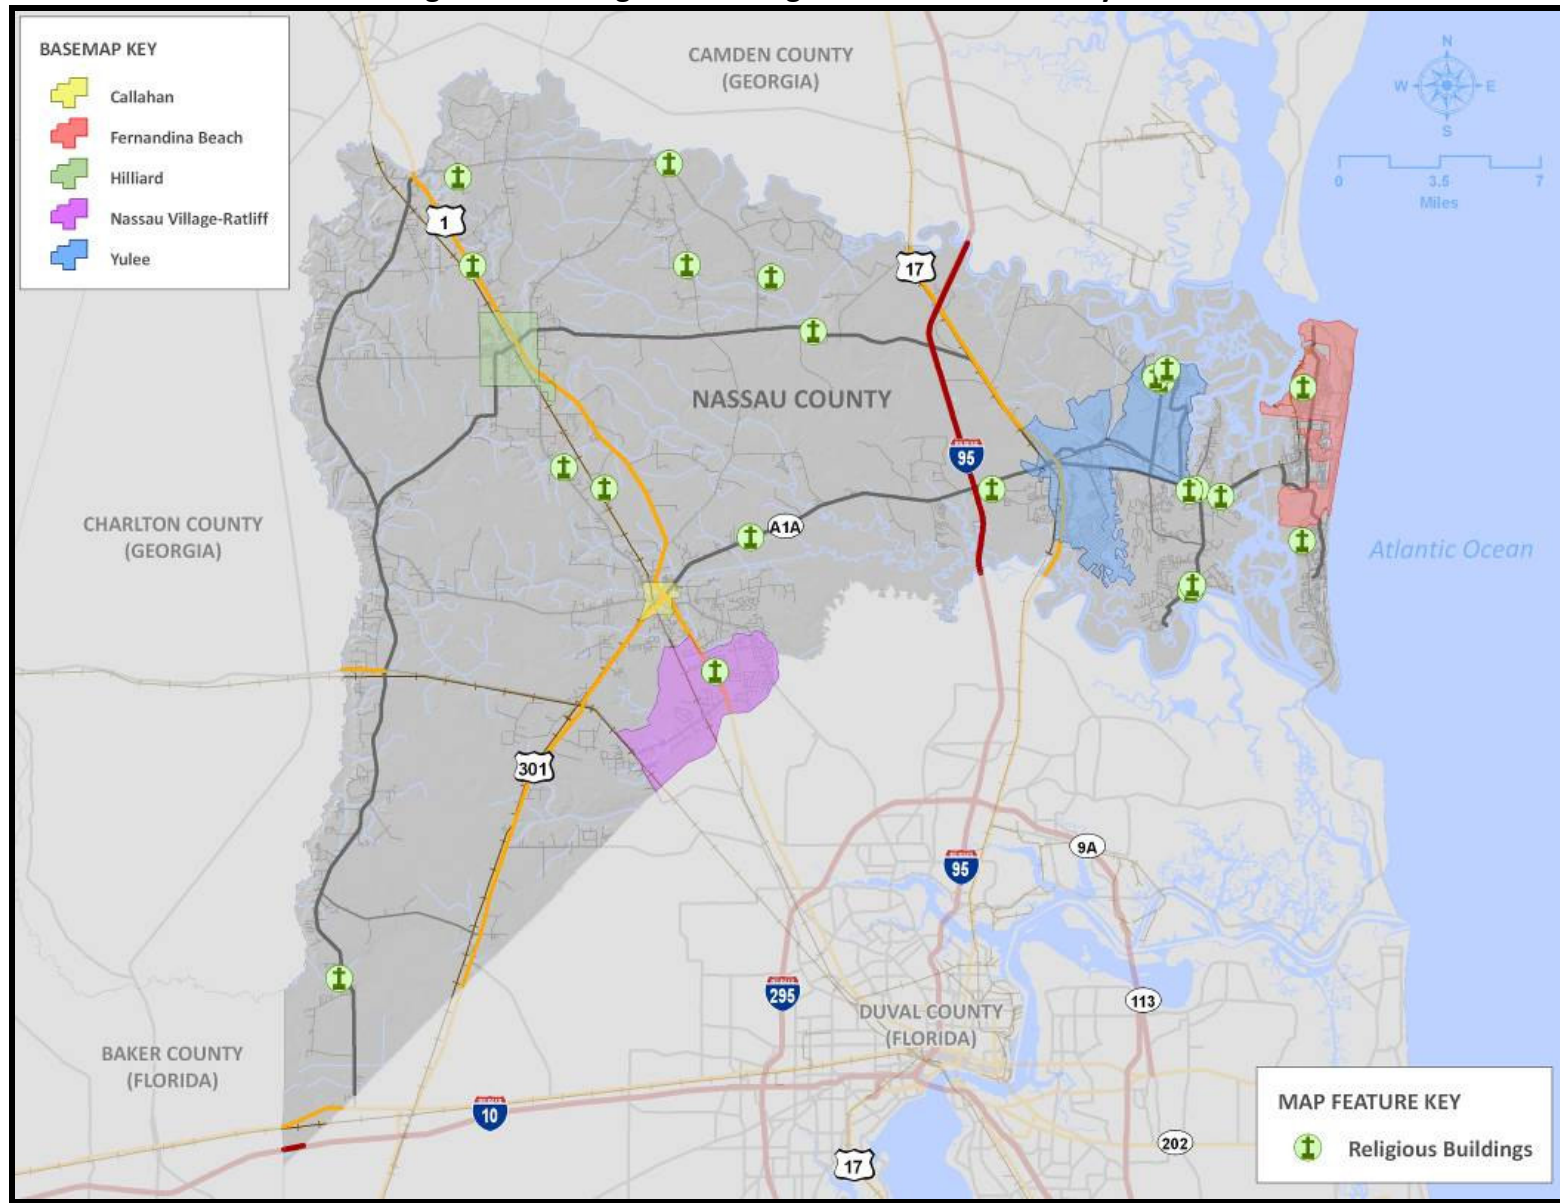 BASEMAP KEY
Callahan
Fernandina Beach
Hilliard
Nassau Village-Ratliff
Yulee
CAMDEN COUNTY
(GEORGIA)
N
W
E
S
0
3.5
7
Miles
1
17
NASSAU COUNTY
95
CHARLTON COUNTY
(GEORGIA)
A1A
Atlantic Ocean
301
9A
95
295
113
DUVAL COUNTY
(FLORIDA)
BAKER COUNTY
(FLORIDA)
10
202
17
MAP FEATURE KEY
Religious Buildings